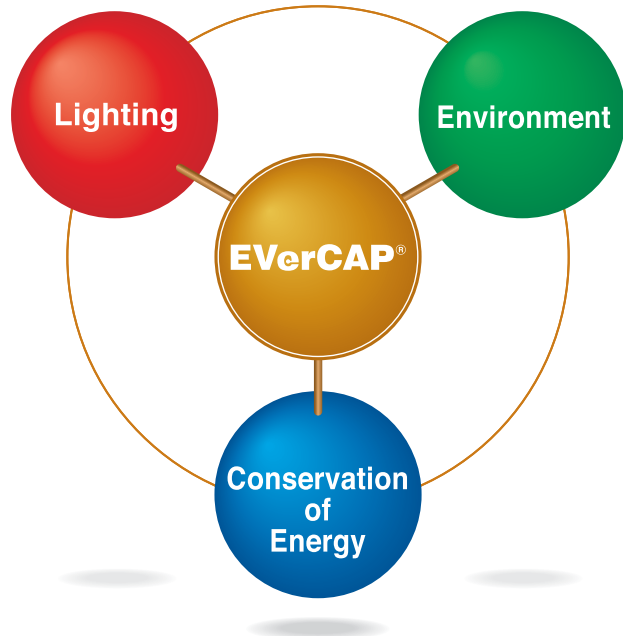 Lighting
Environment
EVerCAP®
Conservation
of
Energy